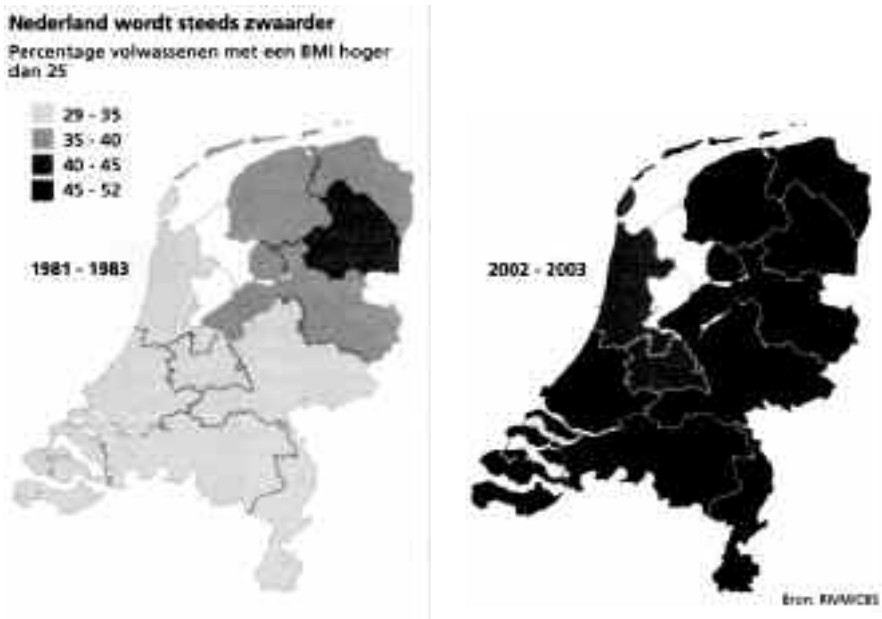 Nederland wordt steeds zwaarder
Percentage volwassenen met een BMI hoger
dan 25
29 - 35
35 - 40
40 - 45
45 - 52
1981 - 1983
2002 - 2003
Bron: RIVM/CBS